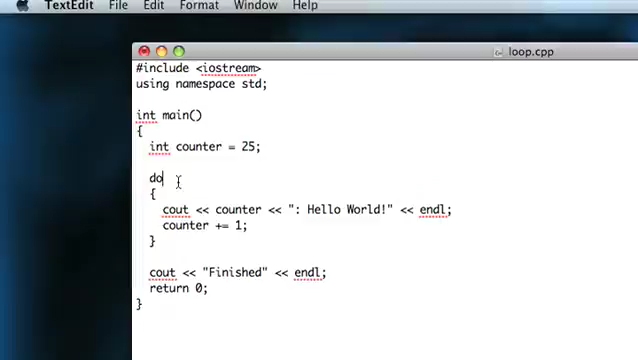 TextEdit File Edit Format Window Help
loop.cpp
#include <iostream>
using namespace std;
int main()
{
int counter = 25;
do
{
cout << counter << ": Hello World!" << endl;
counter += 1;
}
cout << "Finished" << endl;
return 0;
}